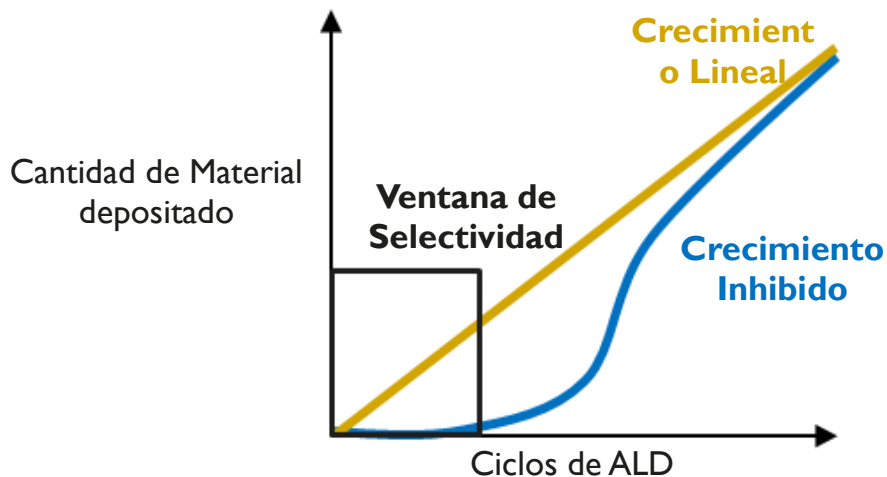 Crecimient
o Lineal
Cantidad de Material
depositado
Ventana de
Selectividad
Crecimiento
Inhibido
Ciclos de ALD